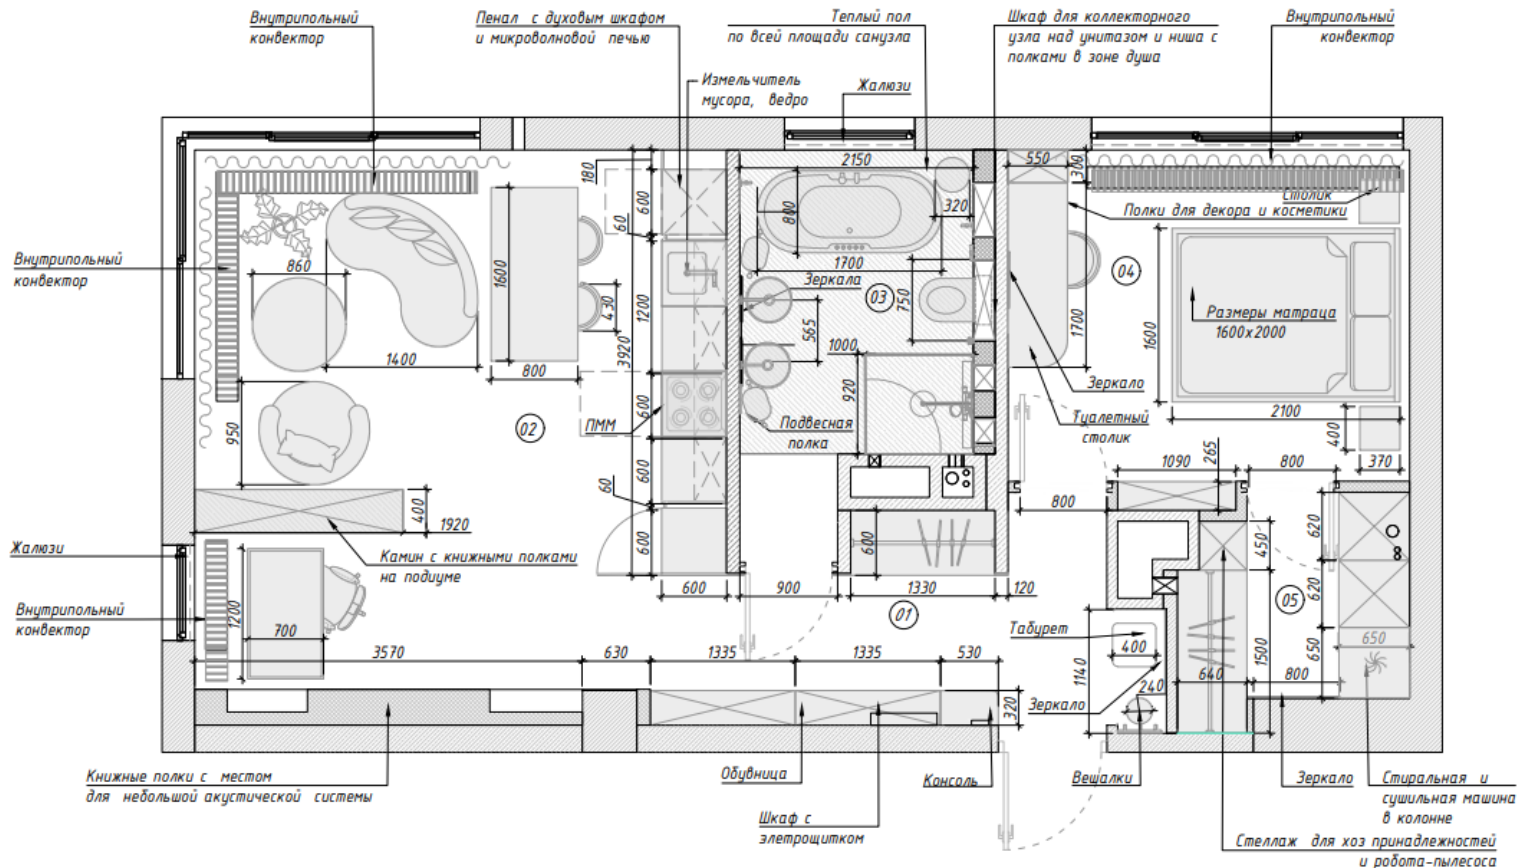 Внутрипольный
конвектор
Пенал с духовым шкафом
и микроволновой печью
Теплый пол
по всей площади санузла
Шкаф для коллекторного
узла над унитазом и ниша с
полками в зоне душа
Внутрипольный
конвектор
Измельчитель
мусора, ведро
Жалюзи
2150
550
300
180
600
60
800
320
1700
Столик
Полки для декора и косметики
Внутрипольный
конвектор
860
1600
430
1200
3920
Зеркала
03
750
565
04
Размеры матраца
1600х2000
1600
1700
1400
800
1000
920
Зеркало
2100
950
02
ПММ
600
Подвесная
полка
Туалетный
столик
400
370
600
60
1090
265
800
800
400
1920
620
450
Жалюзи
Камин с книжными полками
на подиуме
600
600
600
900
1330
120
01
620
05
Внутрипольный
конвектор
1200
700
Табурет
400
1140
1500
650
650
3570
630
1335
1335
530
640
800
240
Зеркало
320
Книжные полки с местом
для небольшой акустической системы
Обувница
Консоль
Вешалки
Зеркало
Стиральная и
сушильная машина
в колонне
Шкаф с
элетрощитком
Стеллаж для хоз принадлежностей
и робота-пылесоса